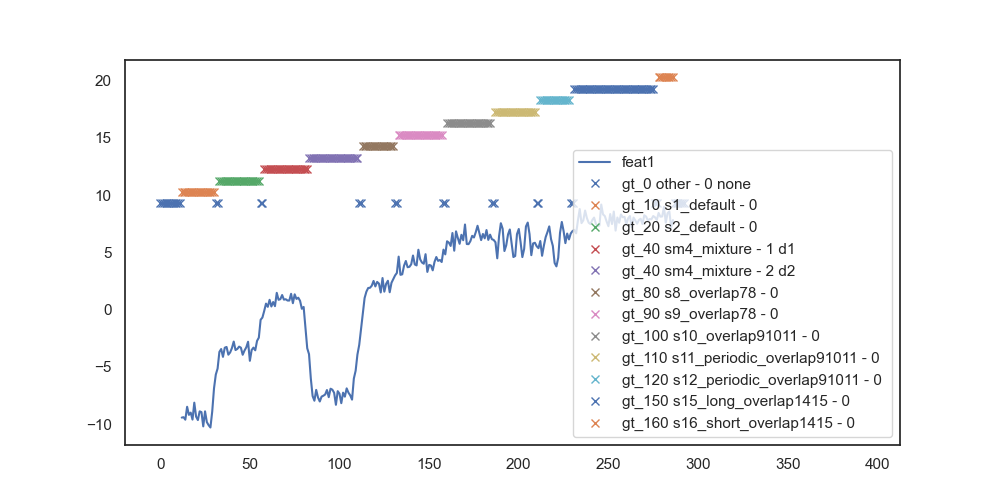 20
15
10
5
0
−5
−10
0
50
100
150
200
250
300
350
400
feat1
gt_0 other - 0 none
gt_10 s1_default - 0
gt_20 s2_default - 0
gt_40 sm4_mixture - 1 d1
gt_40 sm4_mixture - 2 d2
gt_80 s8_overlap78 - 0
gt_90 s9_overlap78 - 0
gt_100 s10_overlap91011 - 0
gt_110 s11_periodic_overlap91011 - 0
gt_120 s12_periodic_overlap91011 - 0
gt_150 s15_long_overlap1415 - 0
gt_160 s16_short_overlap1415 - 0